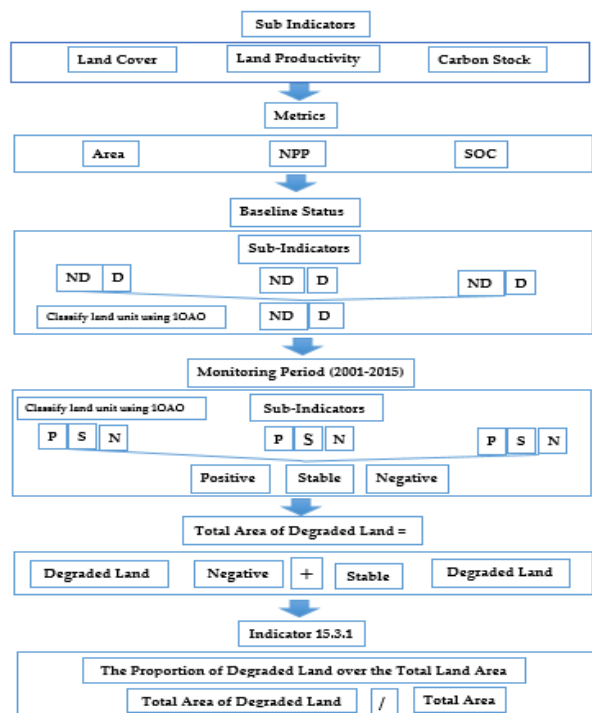 Sub Indicators
Land Cover Land Productivity Carbon Stock
Metrics
Area NPP SOC
Baseline Status
Sub-Indicators
ND D ND D ND D
Classify land unit using 1OAO ND D
Monitoring Period (2001-2015)
Classify land unit using 1OAO Sub-Indicators
P S N P S N P S N
Positive Stable Negative
Total Area of Degraded Land =
Degraded Land Negative + Stable Degraded Land
Indicator 15.3.1
The Proportion of Degraded Land over the Total Land Area
Total Area of Degraded Land / Total Area